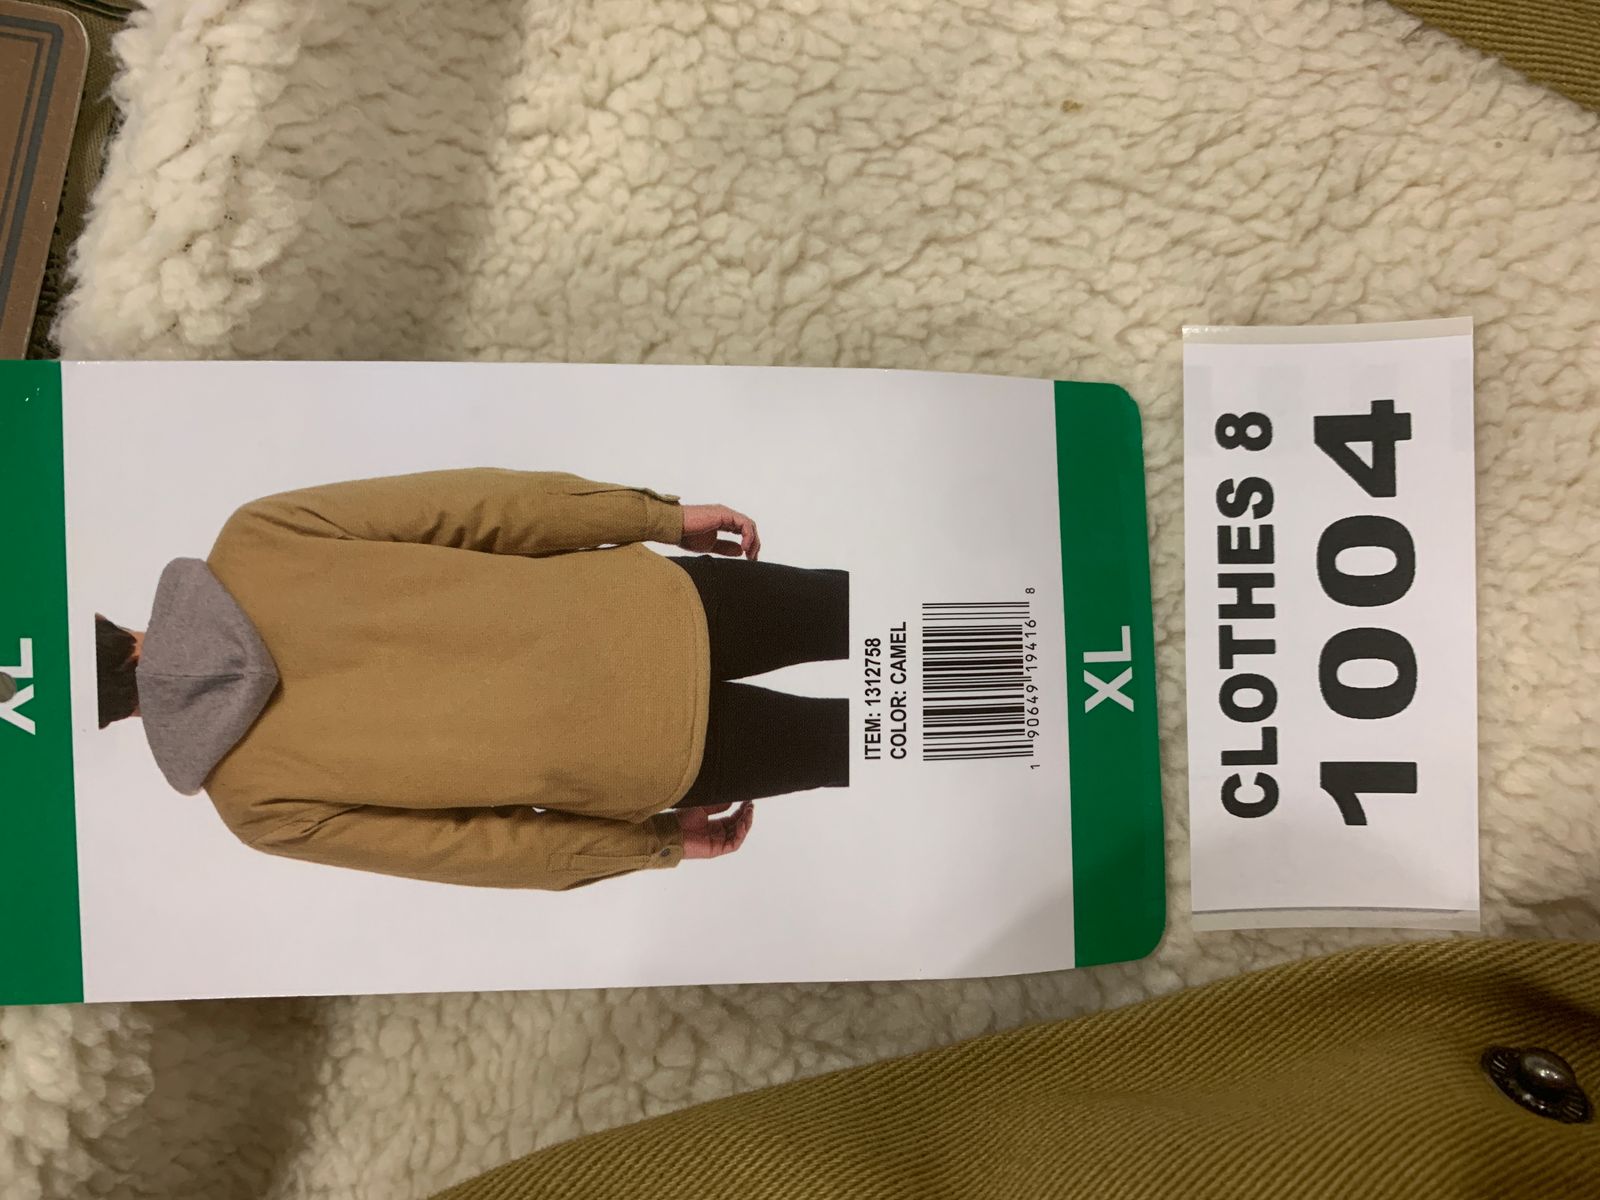 XL
ITEM: 1312758
COLOR: CAMEL
1 90649 19416 8
XL
CLOTHES 8
1004